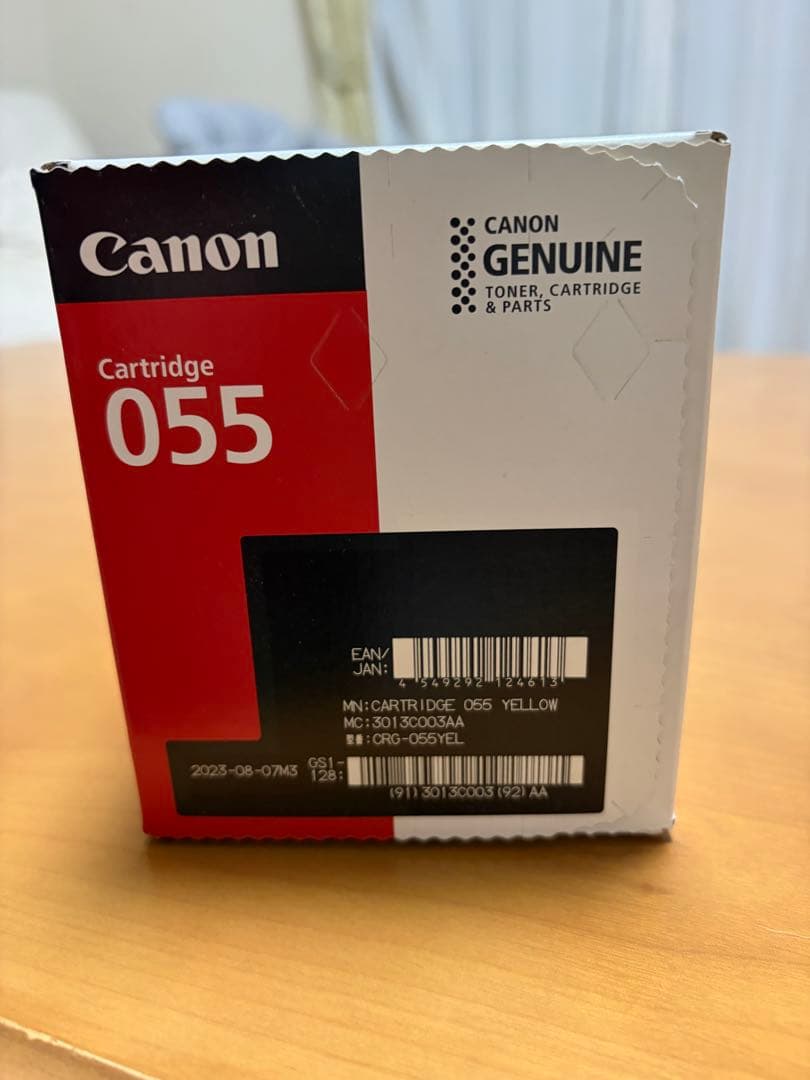 Canon
CANON
GENUINE
TONER, CARTRIDGE
& PARTS
Cartridge
055
EAN/
JAN:
4 549292 124613
MN:CARTRIDGE 055 YELLOW
MC:3013C003AA
型番:CRG-055YEL
2023-08-07M3
GS1-
128:
(91)3013C003(92)AA